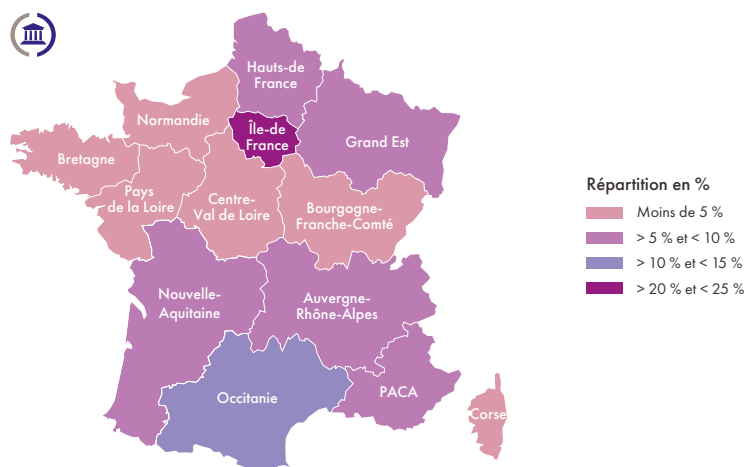 Hauts-de
France
Normandie
Île-de
France
Grand Est
Bretagne
Pays
de la Loire
Centre-
Val de Loire
Bourgogne-
Franche-Comté
Répartition en %
Moins de 5 %
> 5 % et < 10 %
> 10 % et < 15 %
> 20 % et < 25 %
Nouvelle-
Aquitaine
Auvergne-
Rhône-Alpes
Occitanie
PACA
Corse